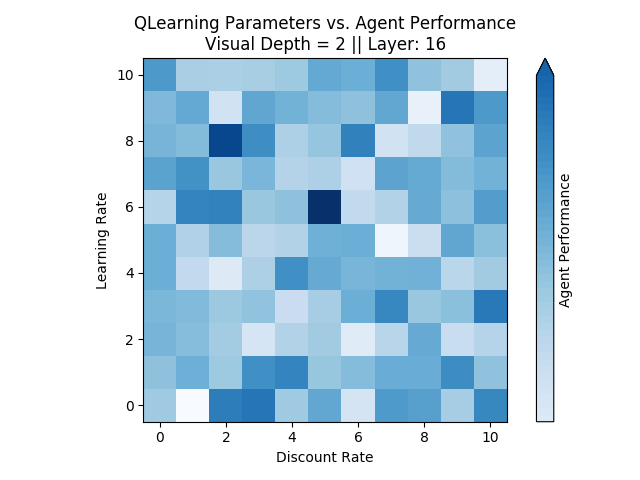 QLearning Parameters vs. Agent Performance
Visual Depth = 2 || Layer: 16
10
8
6
4
2
0
Learning Rate
0 2 4 6 8 10
Discount Rate
Agent Performance